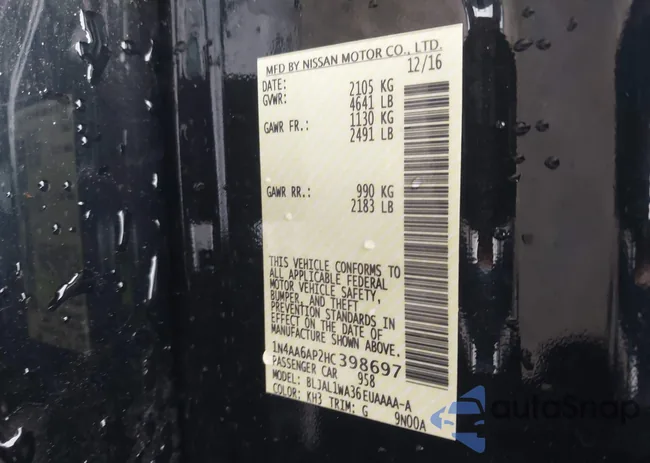 MFD BY NISSAN MOTOR CO., LTD.
DATE: 12/16
GVWR: 2105 KG
4641 LB
GAWR FR.: 1130 KG
2491 LB
GAWR RR.: 990 KG
2183 LB
THIS VEHICLE CONFORMS TO
ALL APPLICABLE FEDERAL
MOTOR VEHICLE SAFETY,
BUMPER, AND THEFT
PREVENTION STANDARDS IN
EFFECT ON THE DATE OF
MANUFACTURE SHOWN ABOVE.
1N4AA6AP2HC398697
PASSENGER CAR 958
MODEL: BLJAL1WA36EUAAAA-A
COLOR: KH3 TRIM: G 9N00A
autoSnap